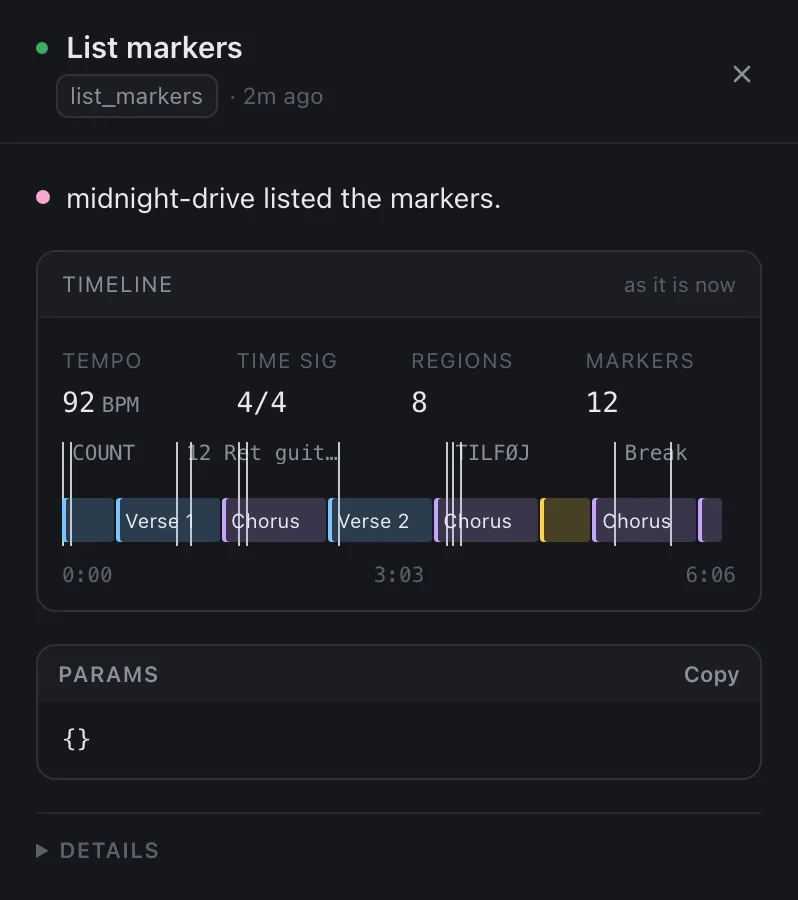 List markers
list_markers · 2m ago
midnight-drive listed the markers.
TIMELINE as it is now
TEMPO TIME SIG REGIONS MARKERS
92 BPM 4/4 8 12
COUNT 12 Ret guit… TILFØJ Break
Verse 1 Chorus Verse 2 Chorus Chorus
0:00 3:03 6:06
PARAMS Copy
{}
DETAILS